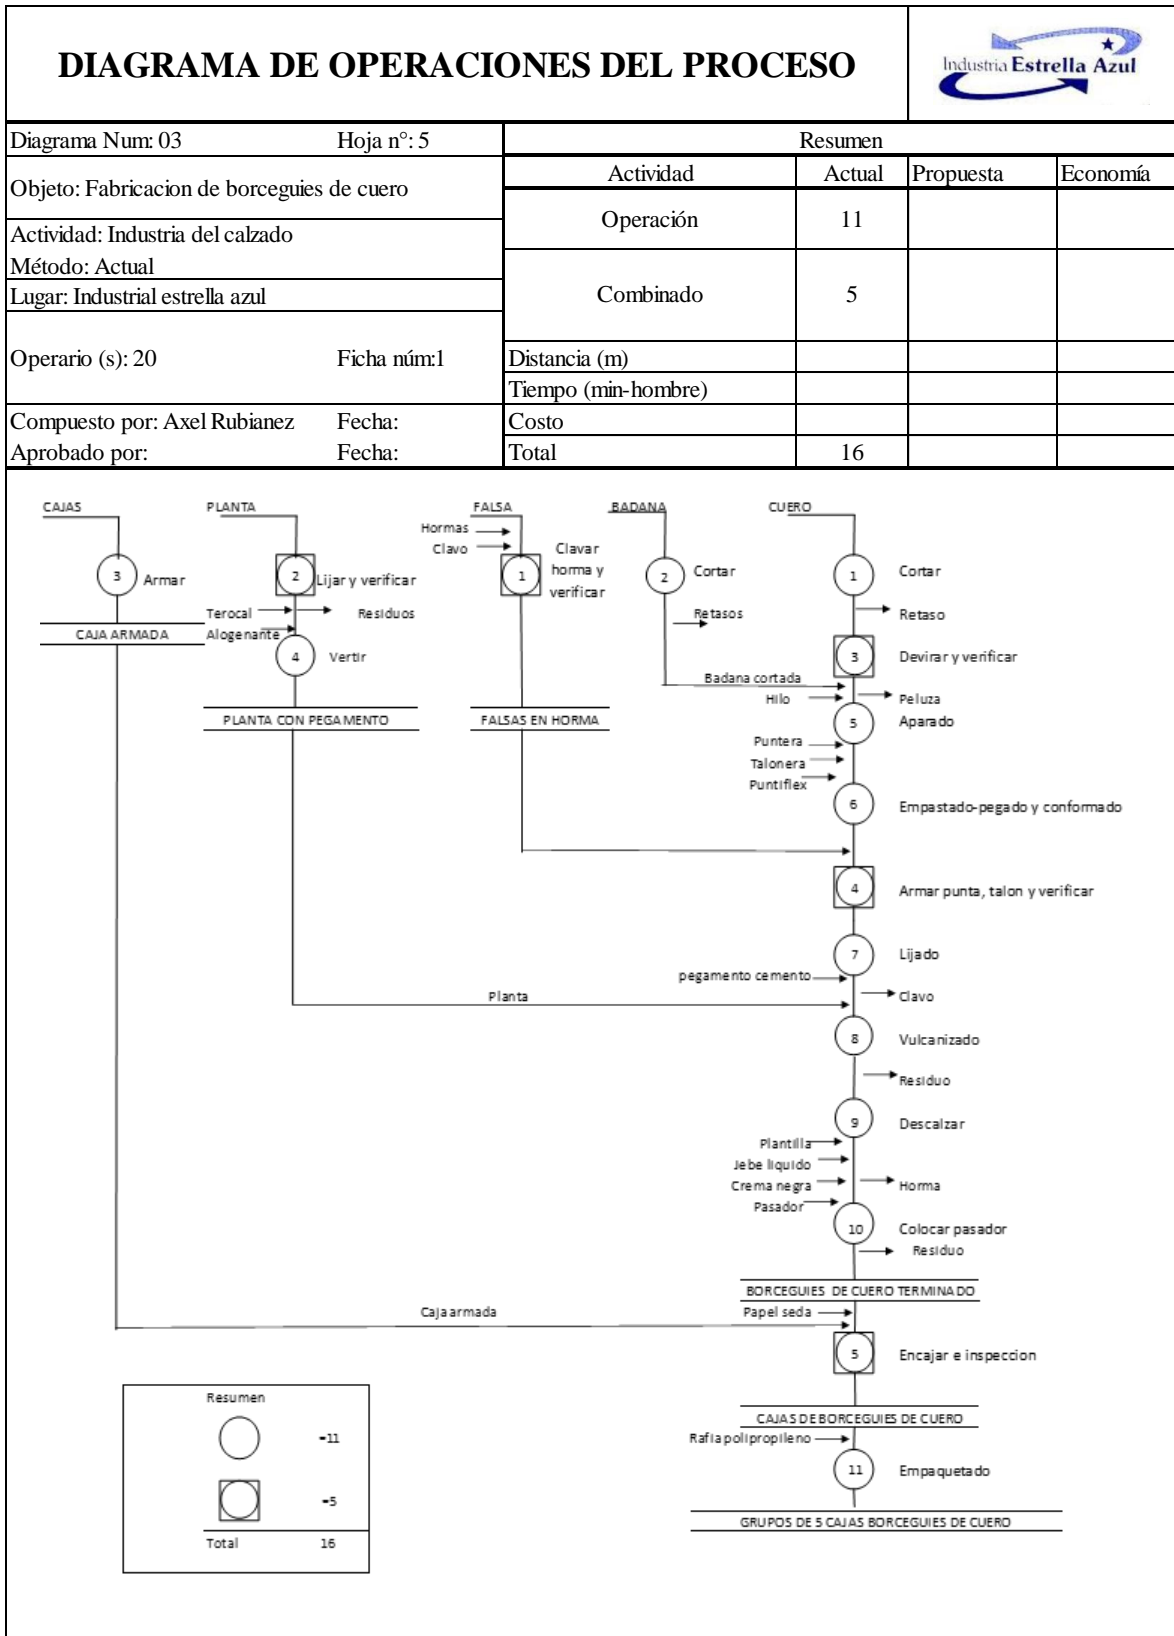 DIAGRAMA DE OPERACIONES DEL PROCESO
Industria Estrella Azul
Diagrama Num: 03 Hoja n°: 5
Resumen
Objeto: Fabricacion de borceguies de cuero
Actividad Actual Propuesta Economía
Operación 11
Actividad: Industria del calzado
Método: Actual
Lugar: Industrial estrella azul
Combinado 5
Operario (s): 20 Ficha núm:1
Distancia (m)
Tiempo (min-hombre)
Compuesto por: Axel Rubianez Fecha:
Costo
Aprobado por: Fecha:
Total 16
CAJAS PLANTA FALSA BADANA CUERO
Hormas
Clavo
3 Armar
2 Lijar y verificar
1 Clavar
horma y
verificar
2 Cortar
1 Cortar
Terocal Residuos
Retasos
Retaso
CAJA ARMADA
Alogenante
4 Vertir
3 Devirar y verificar
Badana cortada
Hilo
Peluza
PLANTA CON PEGAMENTO
FALSAS EN HORMA
5 Aparado
Puntera
Talonera
Puntiflex
6 Empastado-pegado y conformado
4 Armar punta, talon y verificar
7 Lijado
pegamento cemento
Planta
Clavo
8 Vulcanizado
Residuo
9 Descalzar
Plantilla
Jebe liquido
Crema negra
Horma
Pasador
10 Colocar pasador
Residuo
BORCEGUIES DE CUERO TERMINADO
Caja armada
Papel seda
5 Encajar e inspeccion
CAJAS DE BORCEGUIES DE CUERO
Rafia polipropileno
11 Empaquetado
GRUPOS DE 5 CAJAS BORCEGUIES DE CUERO
Resumen
=11
=5
Total 16